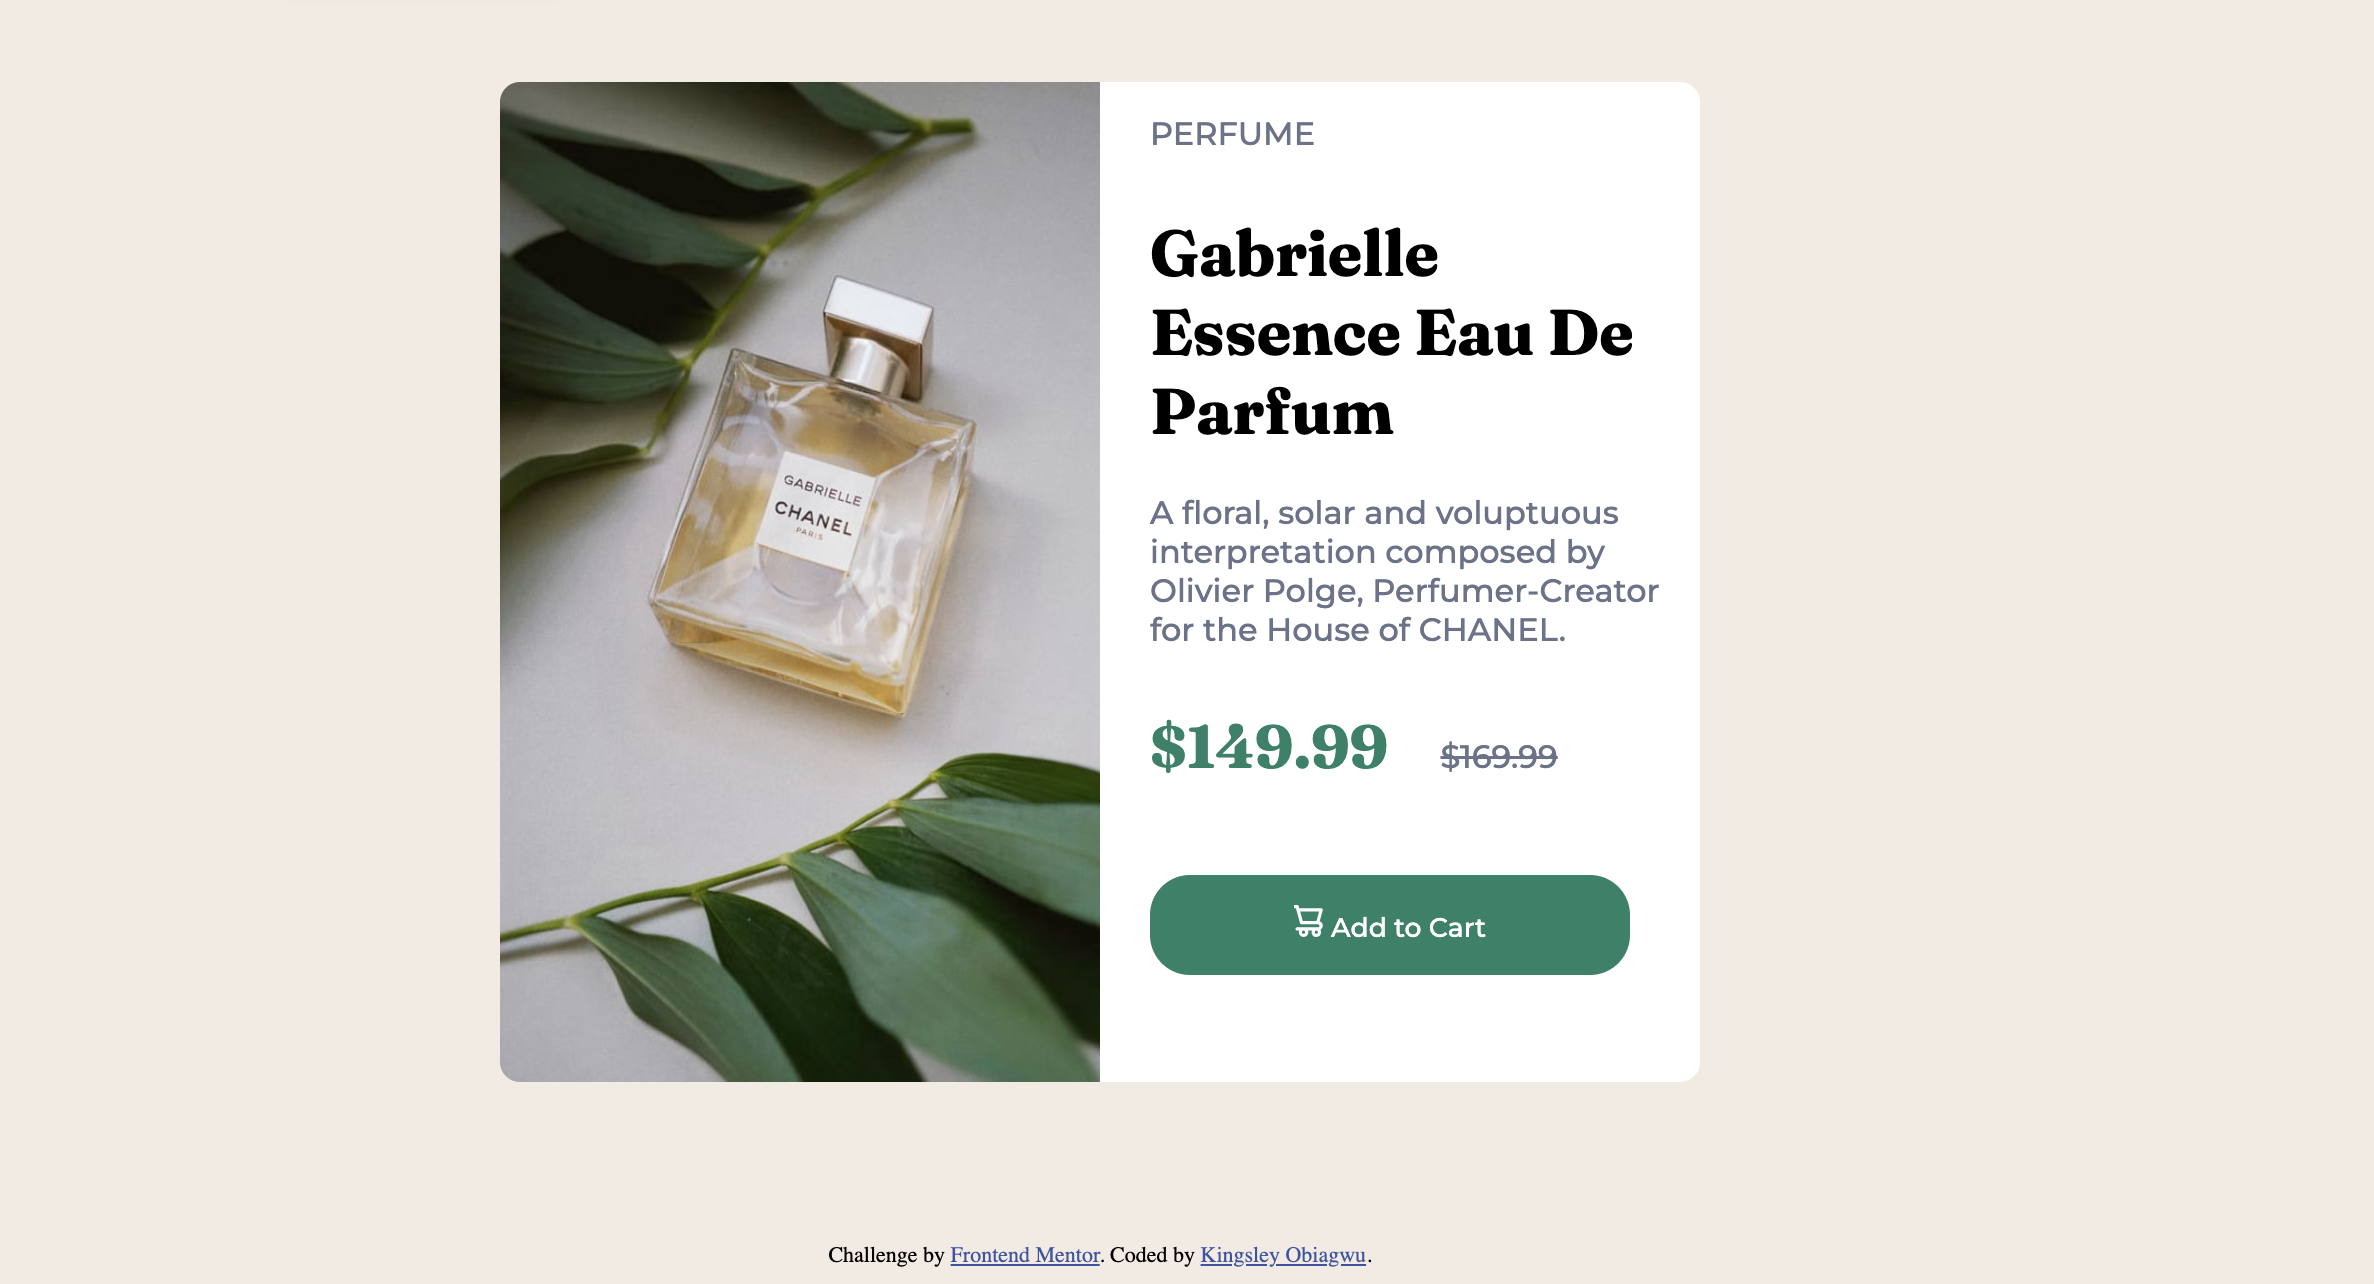 GABRIELLE
CHANEL
PARIS
PERFUME
Gabrielle
Essence Eau De
Parfum
A floral, solar and voluptuous
interpretation composed by
Olivier Polge, Perfumer-Creator
for the House of CHANEL.
$149.99 $169.99
Add to Cart
Challenge by Frontend Mentor. Coded by Kingsley Obiagwu.